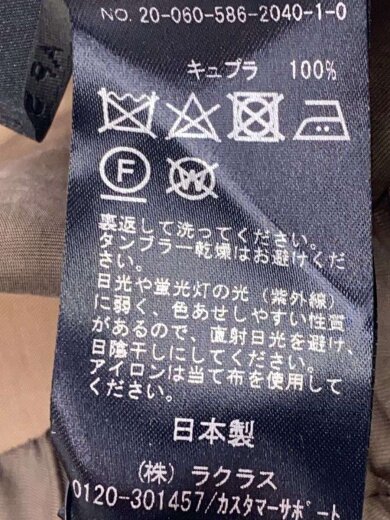 NO. 20-060-586-2040-1-0
キュプラ 100%
F W
裏返して洗ってください。
タンブラー乾燥はお避けくだ
さい。
日光や蛍光灯の光（紫外線）
に弱く、色あせしやすい性質
があるので、直射日光を避け、
日陰干しにしてください。
アイロンは当て布を使用して
ください。
日本製
（株）ラクラス
0120-301457/カスタマーサポート